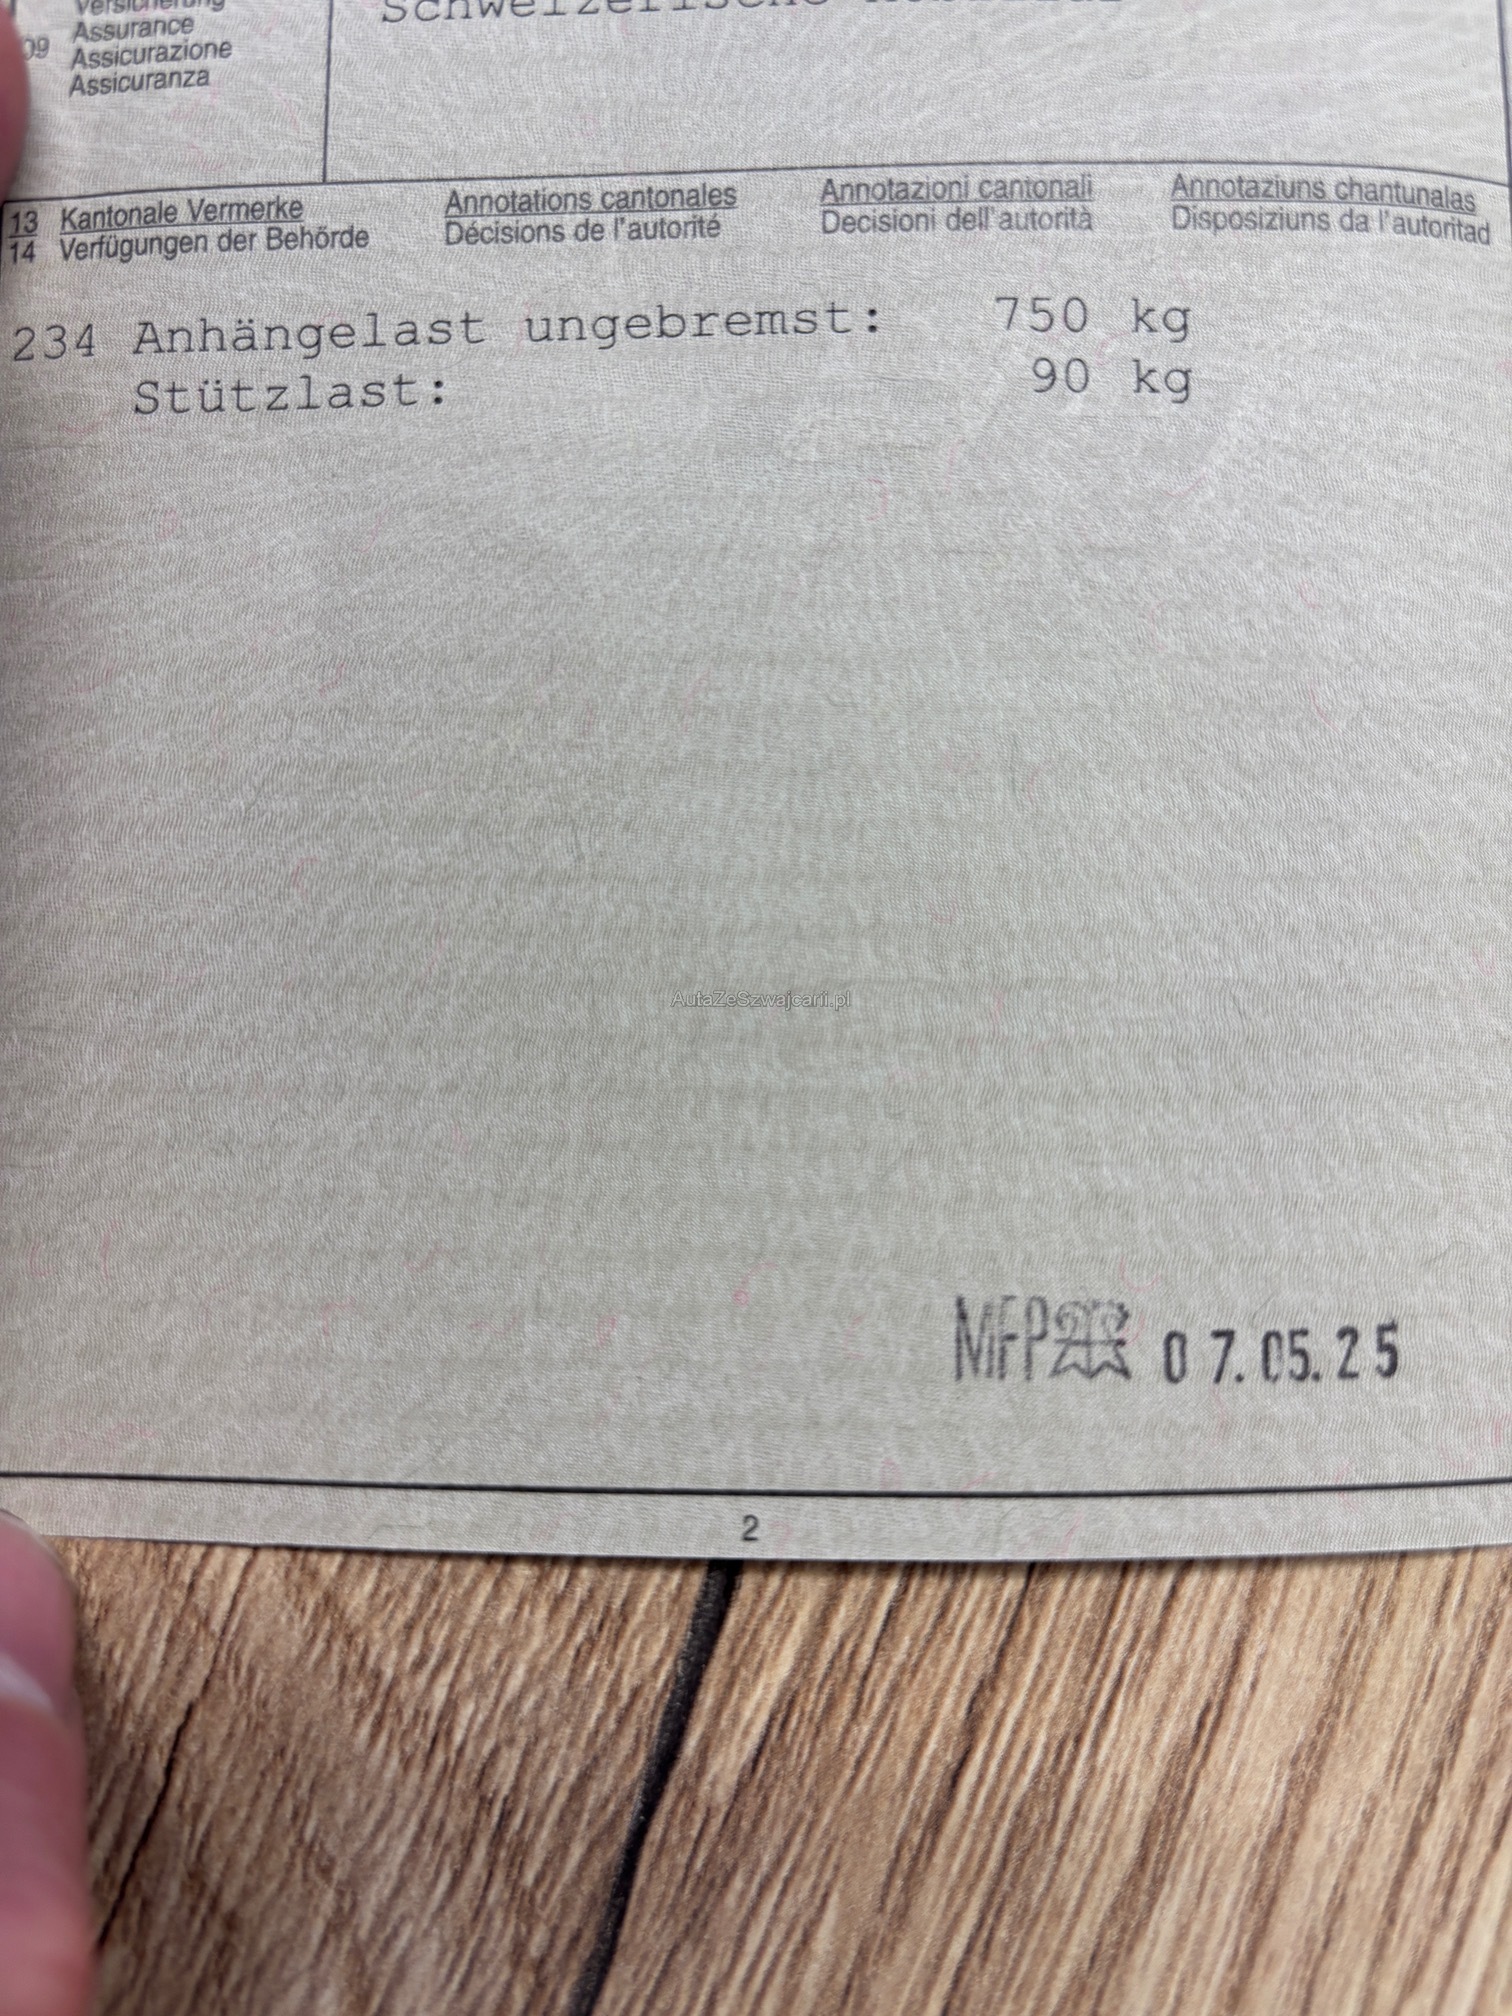 Versicherung
Assurance
09 Assicurazione
Assicuranza
13 Kantonale Vermerke Annotations cantonales Annotazioni cantonali Annotaziuns chantunalas
14 Verfügungen der Behörde Décisions de l'autorité Decisioni dell'autorità Disposiziuns da l'autoritad
234 Anhängelast ungebremst: 750 kg
Stützlast: 90 kg
AutaZeSzwajcarii.pl
MFP 07.05.25
2